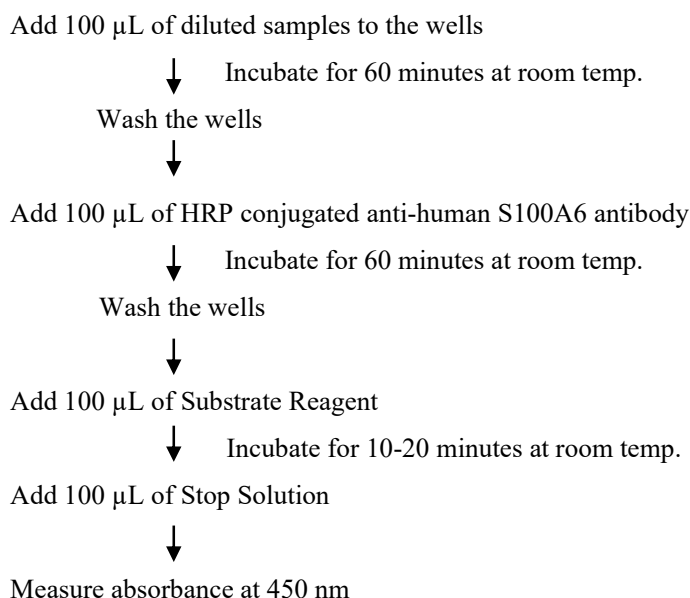 Add 100 µL of diluted samples to the wells
Incubate for 60 minutes at room temp.
Wash the wells
Add 100 µL of HRP conjugated anti-human S100A6 antibody
Incubate for 60 minutes at room temp.
Wash the wells
Add 100 µL of Substrate Reagent
Incubate for 10-20 minutes at room temp.
Add 100 µL of Stop Solution
Measure absorbance at 450 nm